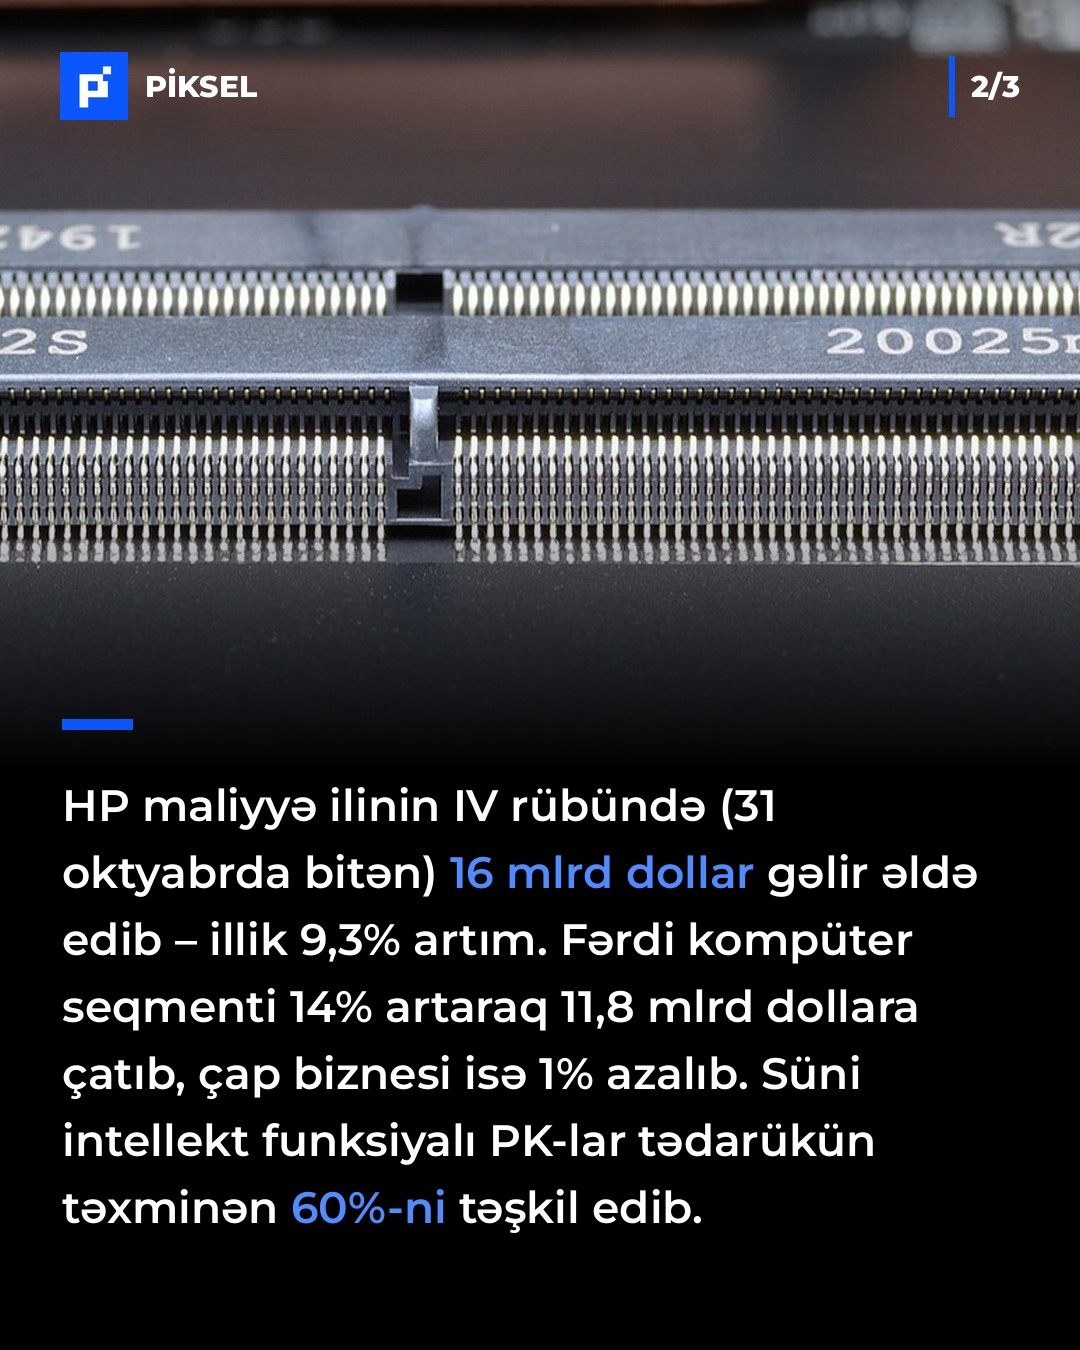 PİKSEL
2/3
2S
20025
HP maliyyə ilinin IV rübündə (31
oktyabrda bitən) 16 mlrd dollar gəlir əldə
edib – illik 9,3% artım. Fərdi kompüter
seqmenti 14% artaraq 11,8 mlrd dollara
çatıb, çap biznesi isə 1% azalıb. Süni
intellekt funksiyalı PK-lar tədarükün
təxminən 60%-ni təşkil edib.